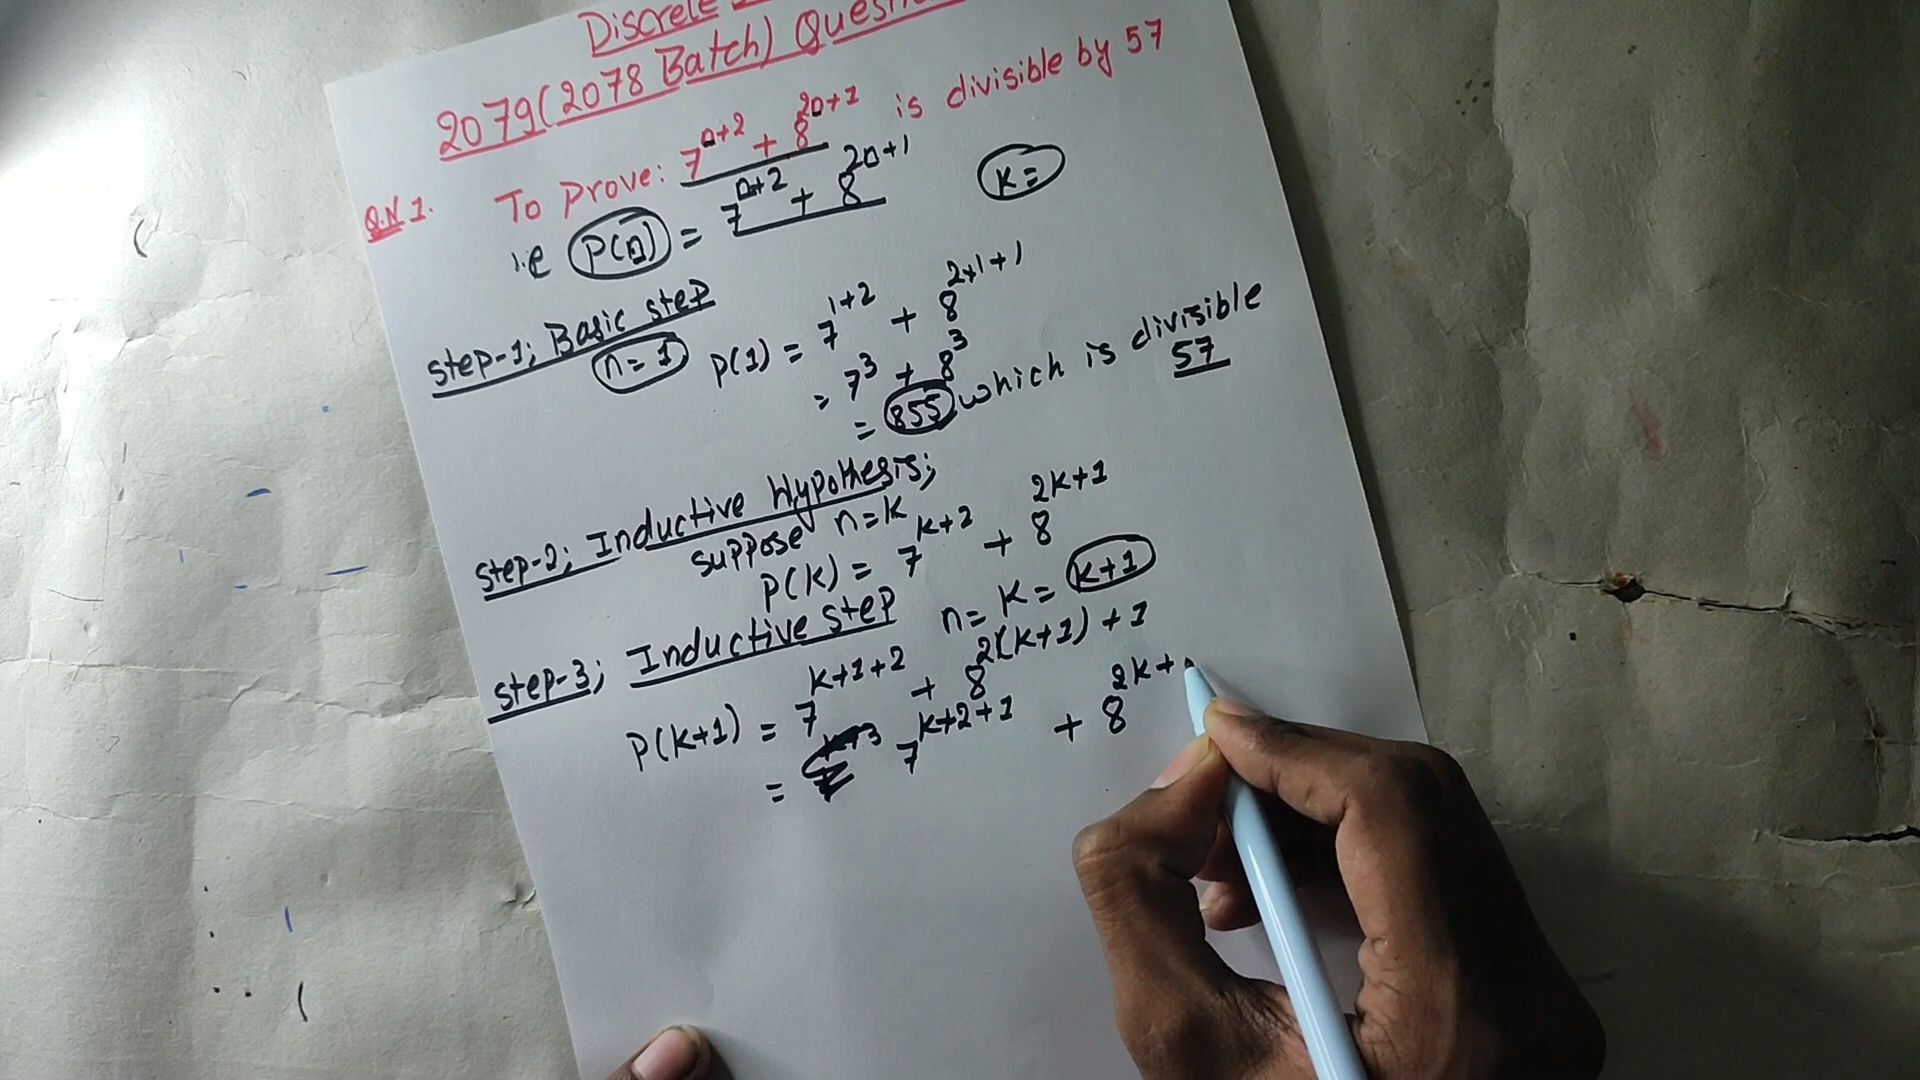 Discrete
2079(2078 Batch) Question
Q.N 1. To prove: 7^{n+2} + 8^{2n+1} is divisible by 57
i.e P(n) = 7^{n+2} + 8^{2n+1} K=
Step-1; Basic step
n=1 P(1) = 7^{1+2} + 8^{2*1+1}
= 7^3 + 8^3
= 855 which is divisible
57
Step-2; Inductive Hypothesis;
suppose n=k
P(k) = 7^{k+2} + 8^{2k+1}
Step-3; Inductive step n= k= k+1
P(k+1) = 7^{k+1+2} + 8^{2(k+1)+1}
= 7^{k+2+1} + 8^{2k+